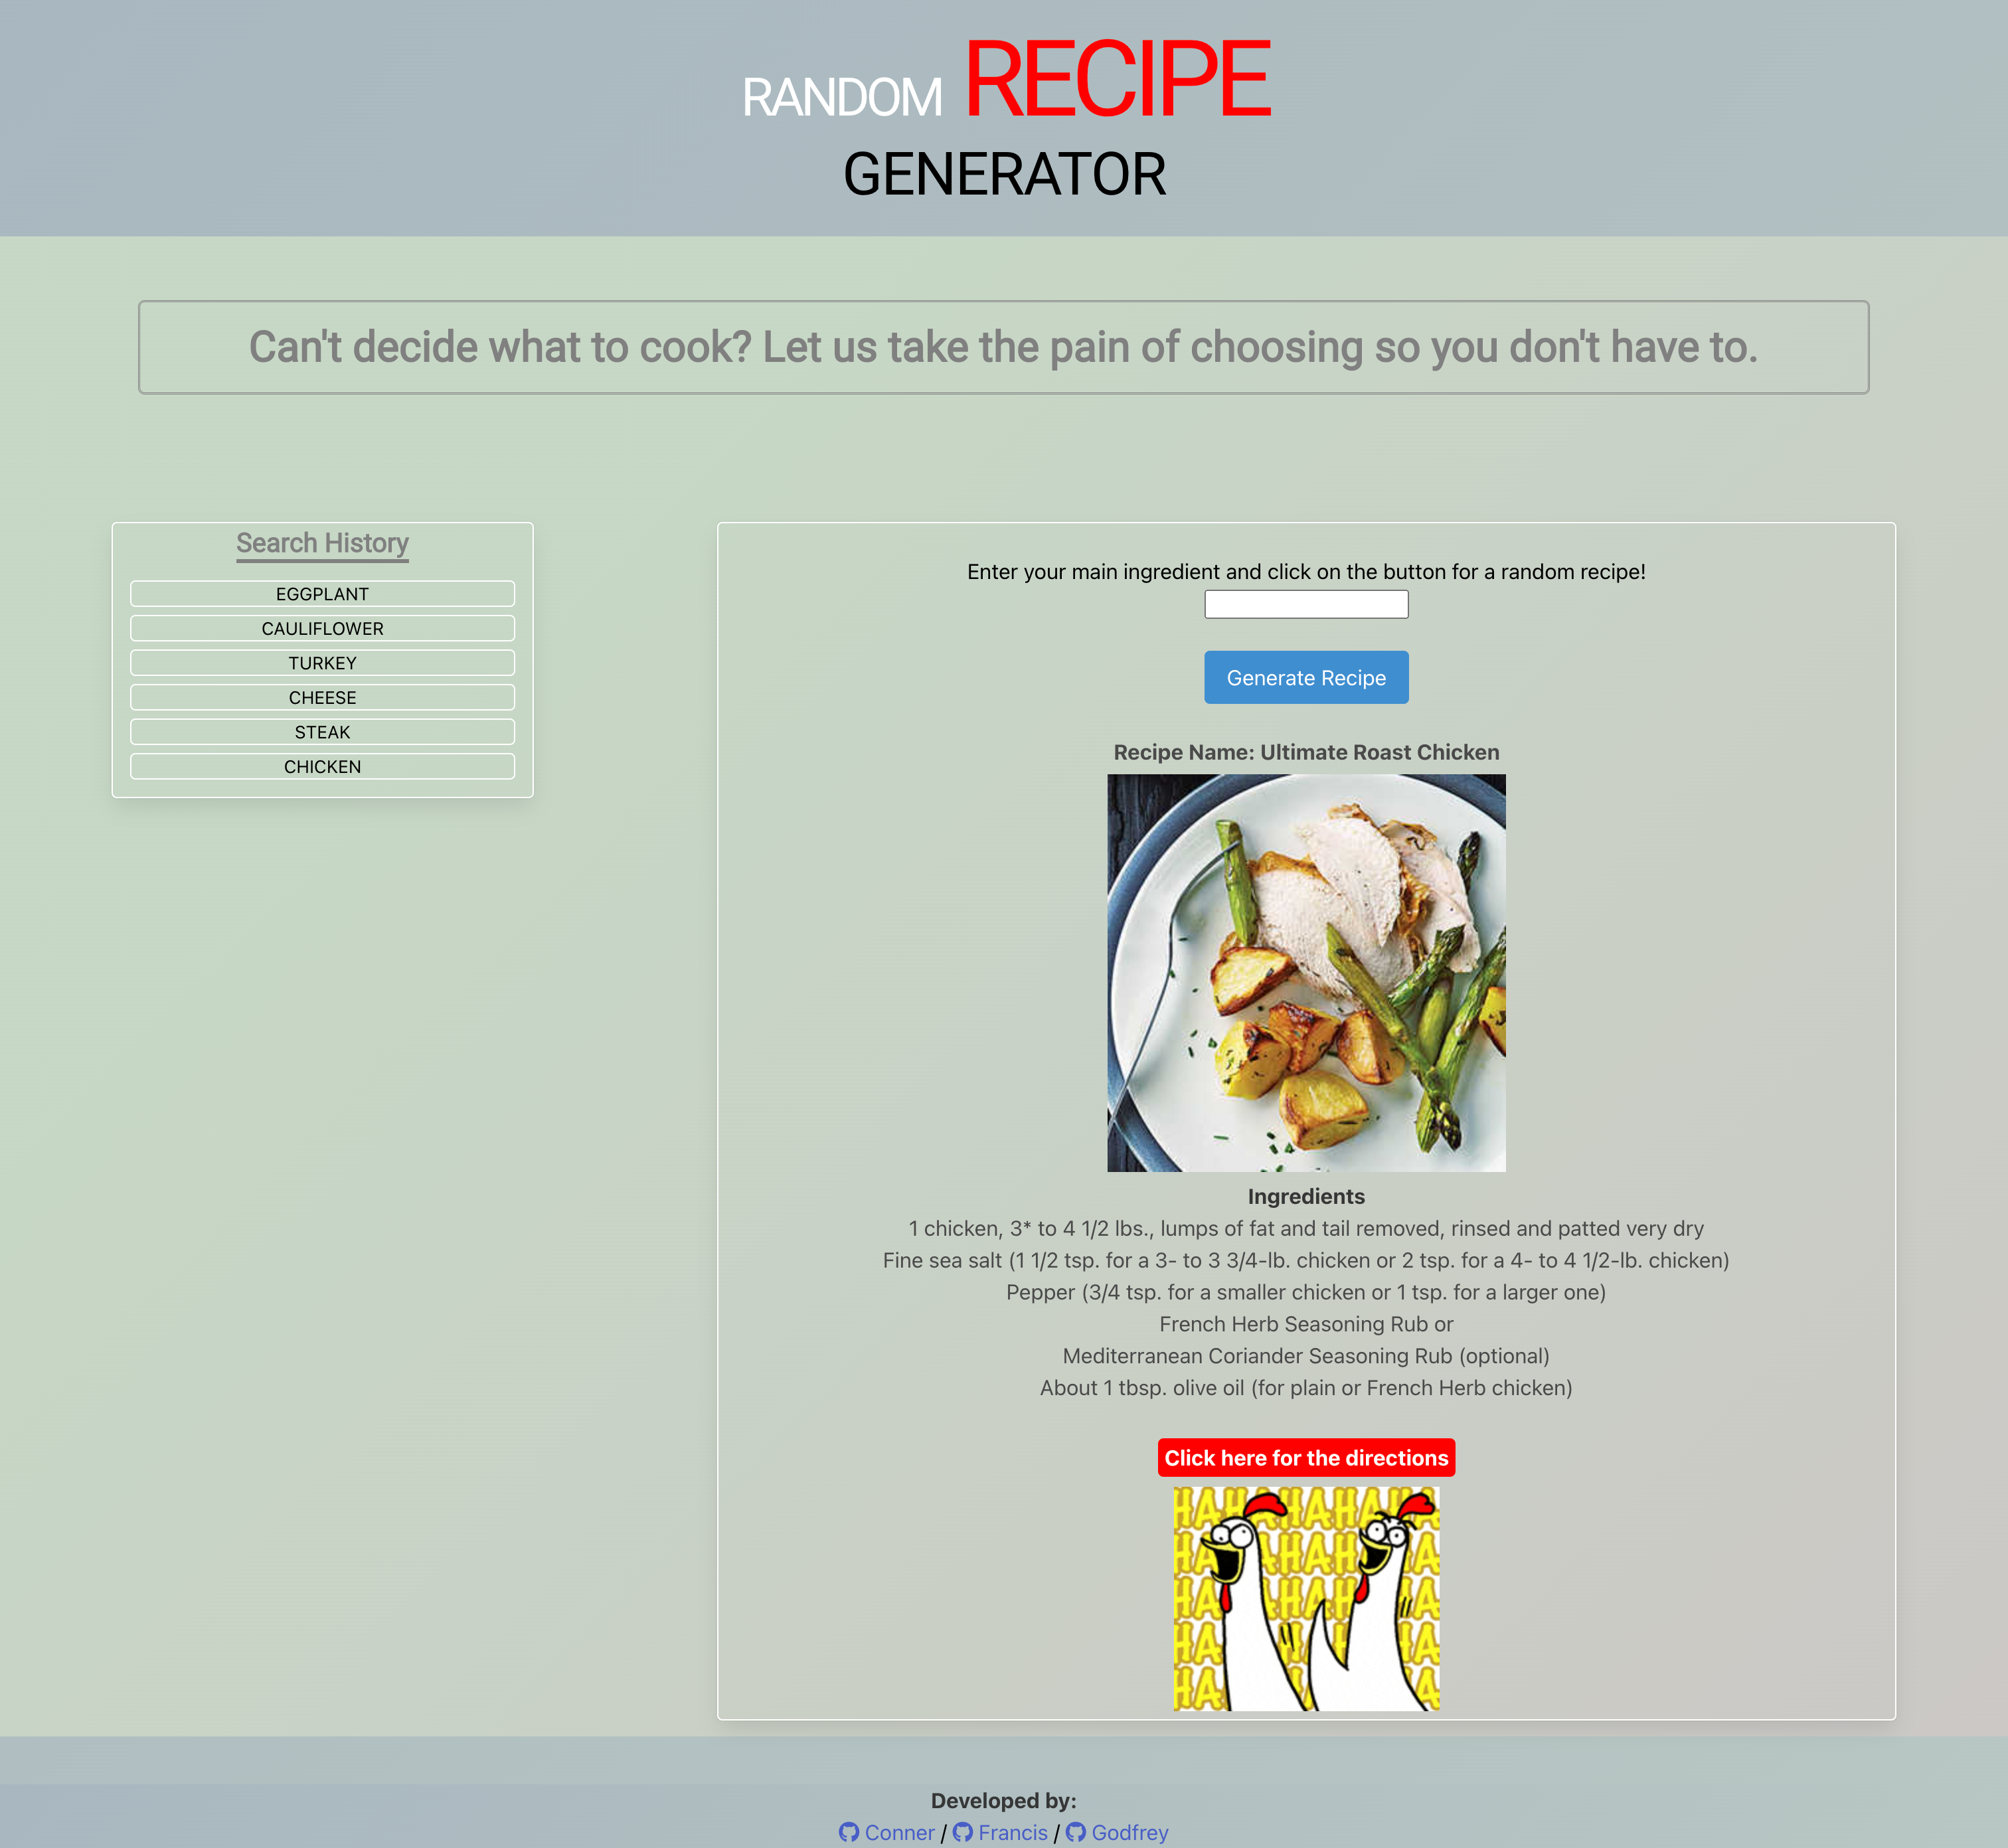 RANDOM RECIPE
GENERATOR
Can't decide what to cook? Let us take the pain of choosing so you don't have to.
Search History
EGGPLANT
CAULIFLOWER
TURKEY
CHEESE
STEAK
CHICKEN
Enter your main ingredient and click on the button for a random recipe!
Generate Recipe
Recipe Name: Ultimate Roast Chicken
Ingredients
1 chicken, 3* to 4 1/2 lbs., lumps of fat and tail removed, rinsed and patted very dry
Fine sea salt (1 1/2 tsp. for a 3- to 3 3/4-lb. chicken or 2 tsp. for a 4- to 4 1/2-lb. chicken)
Pepper (3/4 tsp. for a smaller chicken or 1 tsp. for a larger one)
French Herb Seasoning Rub or
Mediterranean Coriander Seasoning Rub (optional)
About 1 tbsp. olive oil (for plain or French Herb chicken)
Click here for the directions
HAHAHAHAHAHA
Developed by:
Conner / Francis / Godfrey